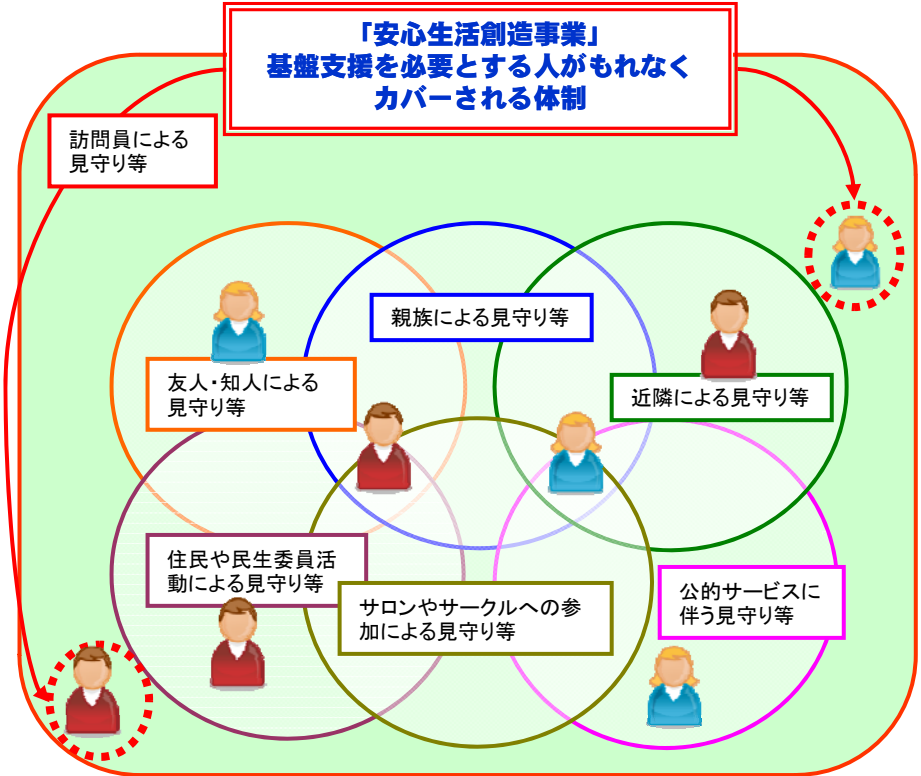 「安心生活創造事業」
基盤支援を必要とする人がもれなく
カバーされる体制
訪問員による
見守り等
親族による見守り等
友人・知人による
見守り等
近隣による見守り等
住民や民生委員活
動による見守り等
サロンやサークルへの参
加による見守り等
公的サービスに
伴う見守り等